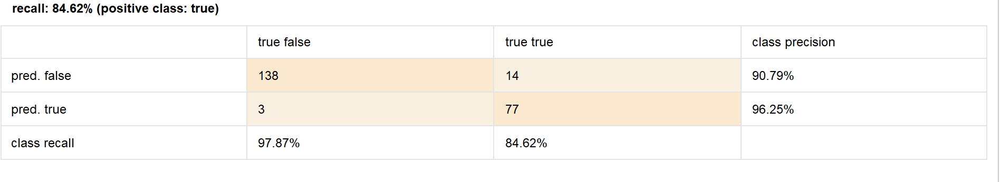 recall: 84.62% (positive class: true)
true false true true class precision
pred. false 138 14 90.79%
pred. true 3 77 96.25%
class recall 97.87% 84.62%